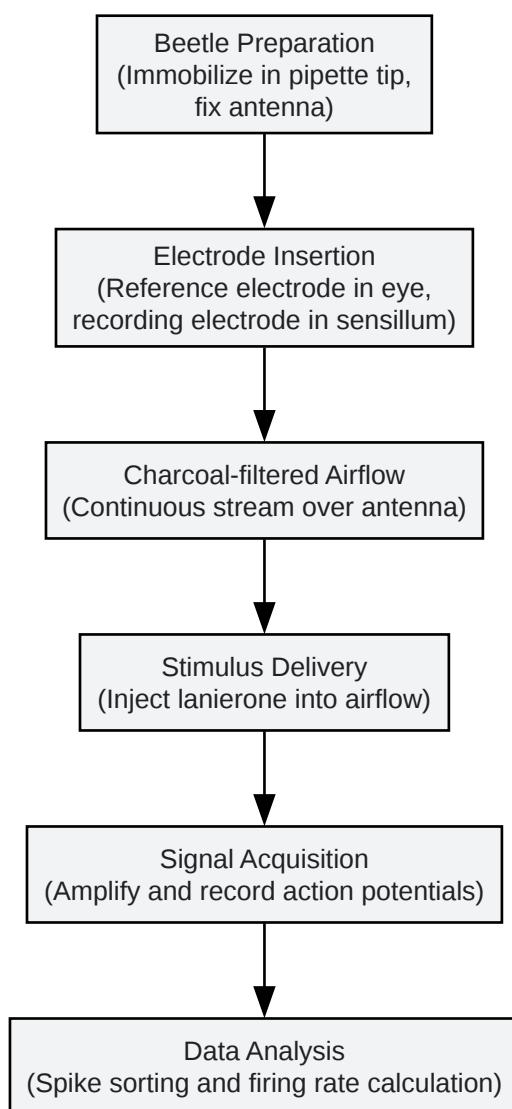 Beetle Preparation
(Immobilize in pipette tip,
fix antenna)
Electrode Insertion
(Reference electrode in eye,
recording electrode in sensillum)
Charcoal-filtered Airflow
(Continuous stream over antenna)
Stimulus Delivery
(Inject lanierone into airflow)
Signal Acquisition
(Amplify and record action potentials)
Data Analysis
(Spike sorting and firing rate calculation)